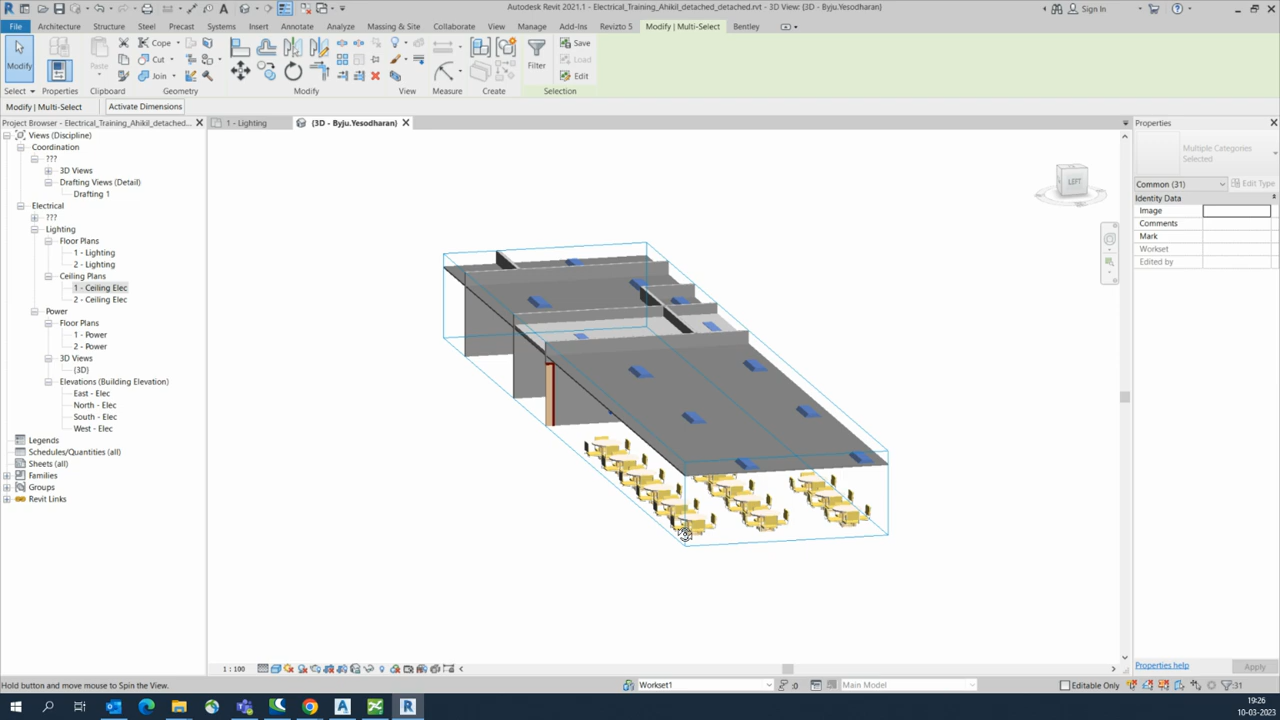 Autodesk Revit 2021.1 - Electrical_Training_Ahikil_detached_detached.rvt - 3D View: {3D - Byju.Yesodharan}
Sign In
File Architecture Structure Steel Precast Systems Insert Annotate Analyze Massing & Site Collaborate View Manage Add-Ins Revizto 5 Modify | Multi-Select Bentley
Modify
Paste
Cope
Cut
Join
Filter
Save
Load
Edit
Select Properties Clipboard Geometry Modify View Measure Create Selection
Modify | Multi-Select Activate Dimensions
Project Browser - Electrical_Training_Ahikil_detached...
1 - Lighting
{3D - Byju.Yesodharan}
Properties
Views (Discipline)
Coordination
???
3D Views
Drafting Views (Detail)
Drafting 1
Electrical
???
Lighting
Floor Plans
1 - Lighting
2 - Lighting
Ceiling Plans
1 - Ceiling Elec
2 - Ceiling Elec
Power
Floor Plans
1 - Power
2 - Power
3D Views
{3D}
Elevations (Building Elevation)
East - Elec
North - Elec
South - Elec
West - Elec
Legends
Schedules/Quantities (all)
Sheets (all)
Families
Groups
Revit Links
LEFT
Multiple Categories
Selected
Common (31)
Edit Type
Identity Data
Image
Comments
Mark
Workset
Edited by
Properties help
Apply
1 : 100
Hold button and move mouse to Spin the View.
Workset1
:0
Main Model
Editable Only
:31
19:26
10-03-2023